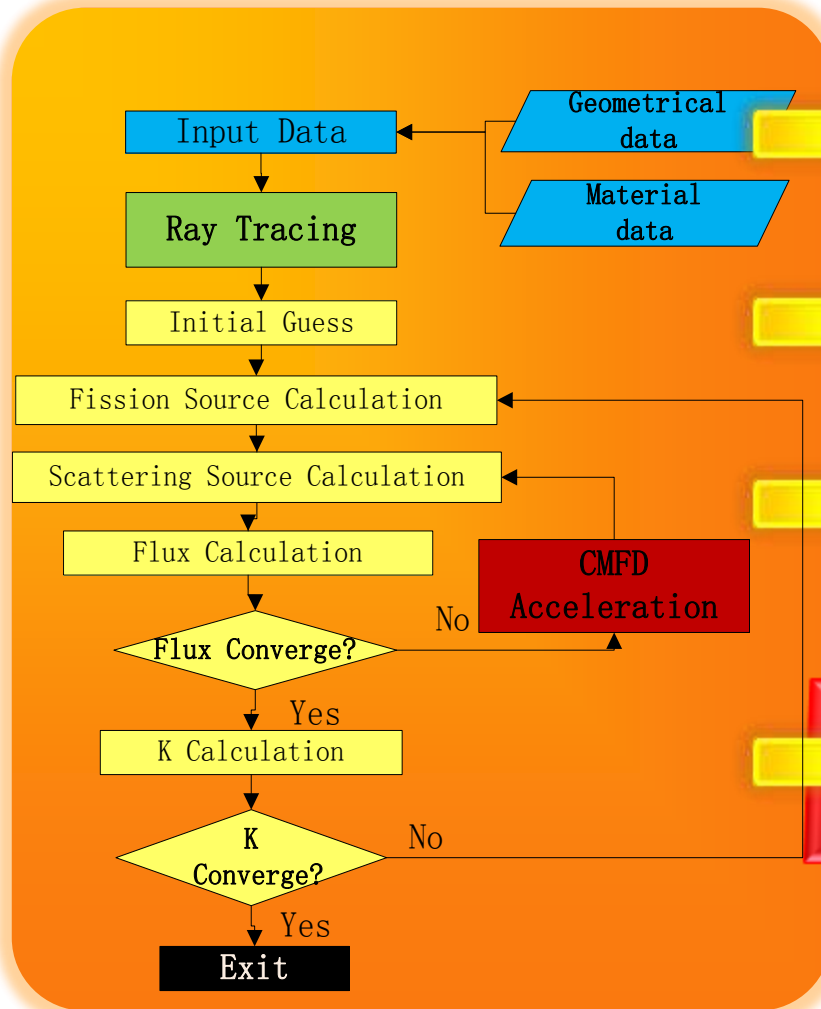 Geometrical
data
Input Data
Material
data
Ray Tracing
Initial Guess
Fission Source Calculation
Scattering Source Calculation
Flux Calculation
CMFD
Acceleration
No
Flux Converge?
Yes
K Calculation
No
K
Converge?
Yes
Exit